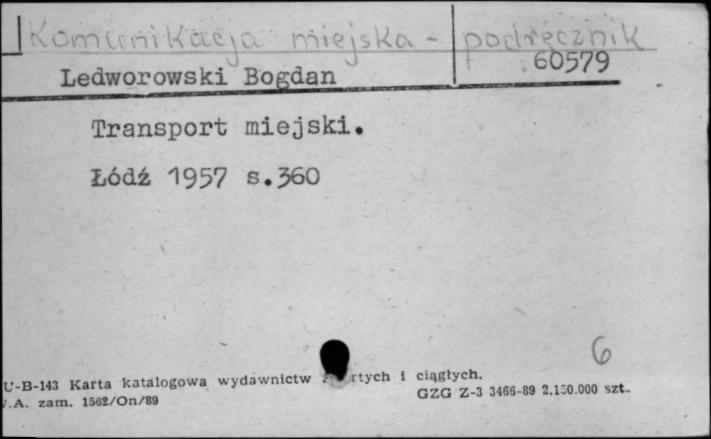 Komunikacja miejska - podręcznik
60579
Ledworowski Bogdan
Transport miejski.
Łódź 1957 s.360
6
U-B-143 Karta katalogowa wydawnictw i ciągłych.
.A. zam. 1562/On/89
GZG Z-3 3466-89 2.150.000 szt.